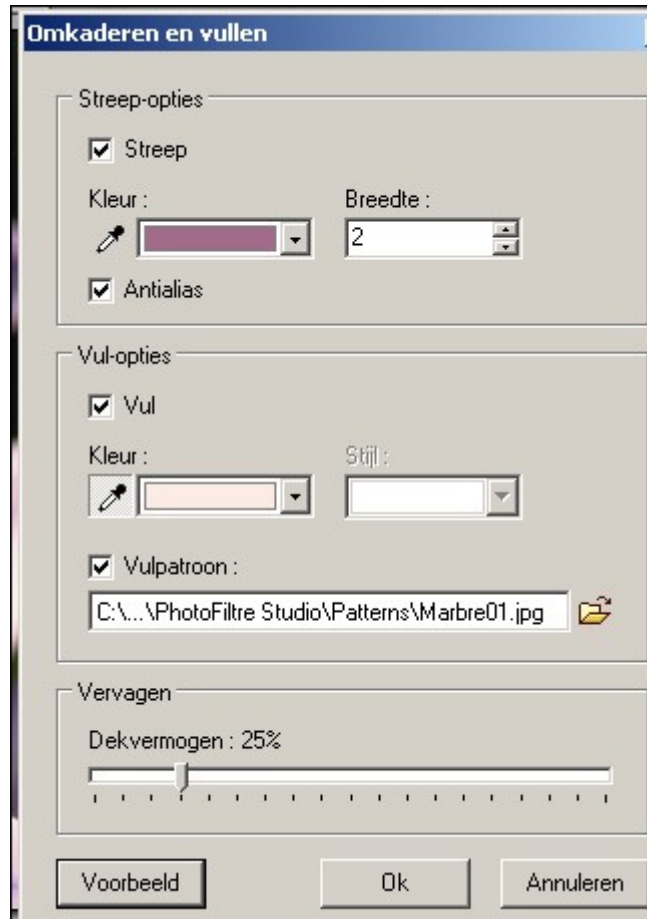 Omkaderen en vullen
Streep-opties
Streep
Kleur : Breedte :
2
Antialias
Vul-opties
Vul
Kleur : Stijl :
Vulpatroon :
C:\...\PhotoFiltre Studio\Patterns\Marbre01.jpg
Vervagen
Dekvermogen : 25%
Voorbeeld Ok Annuleren